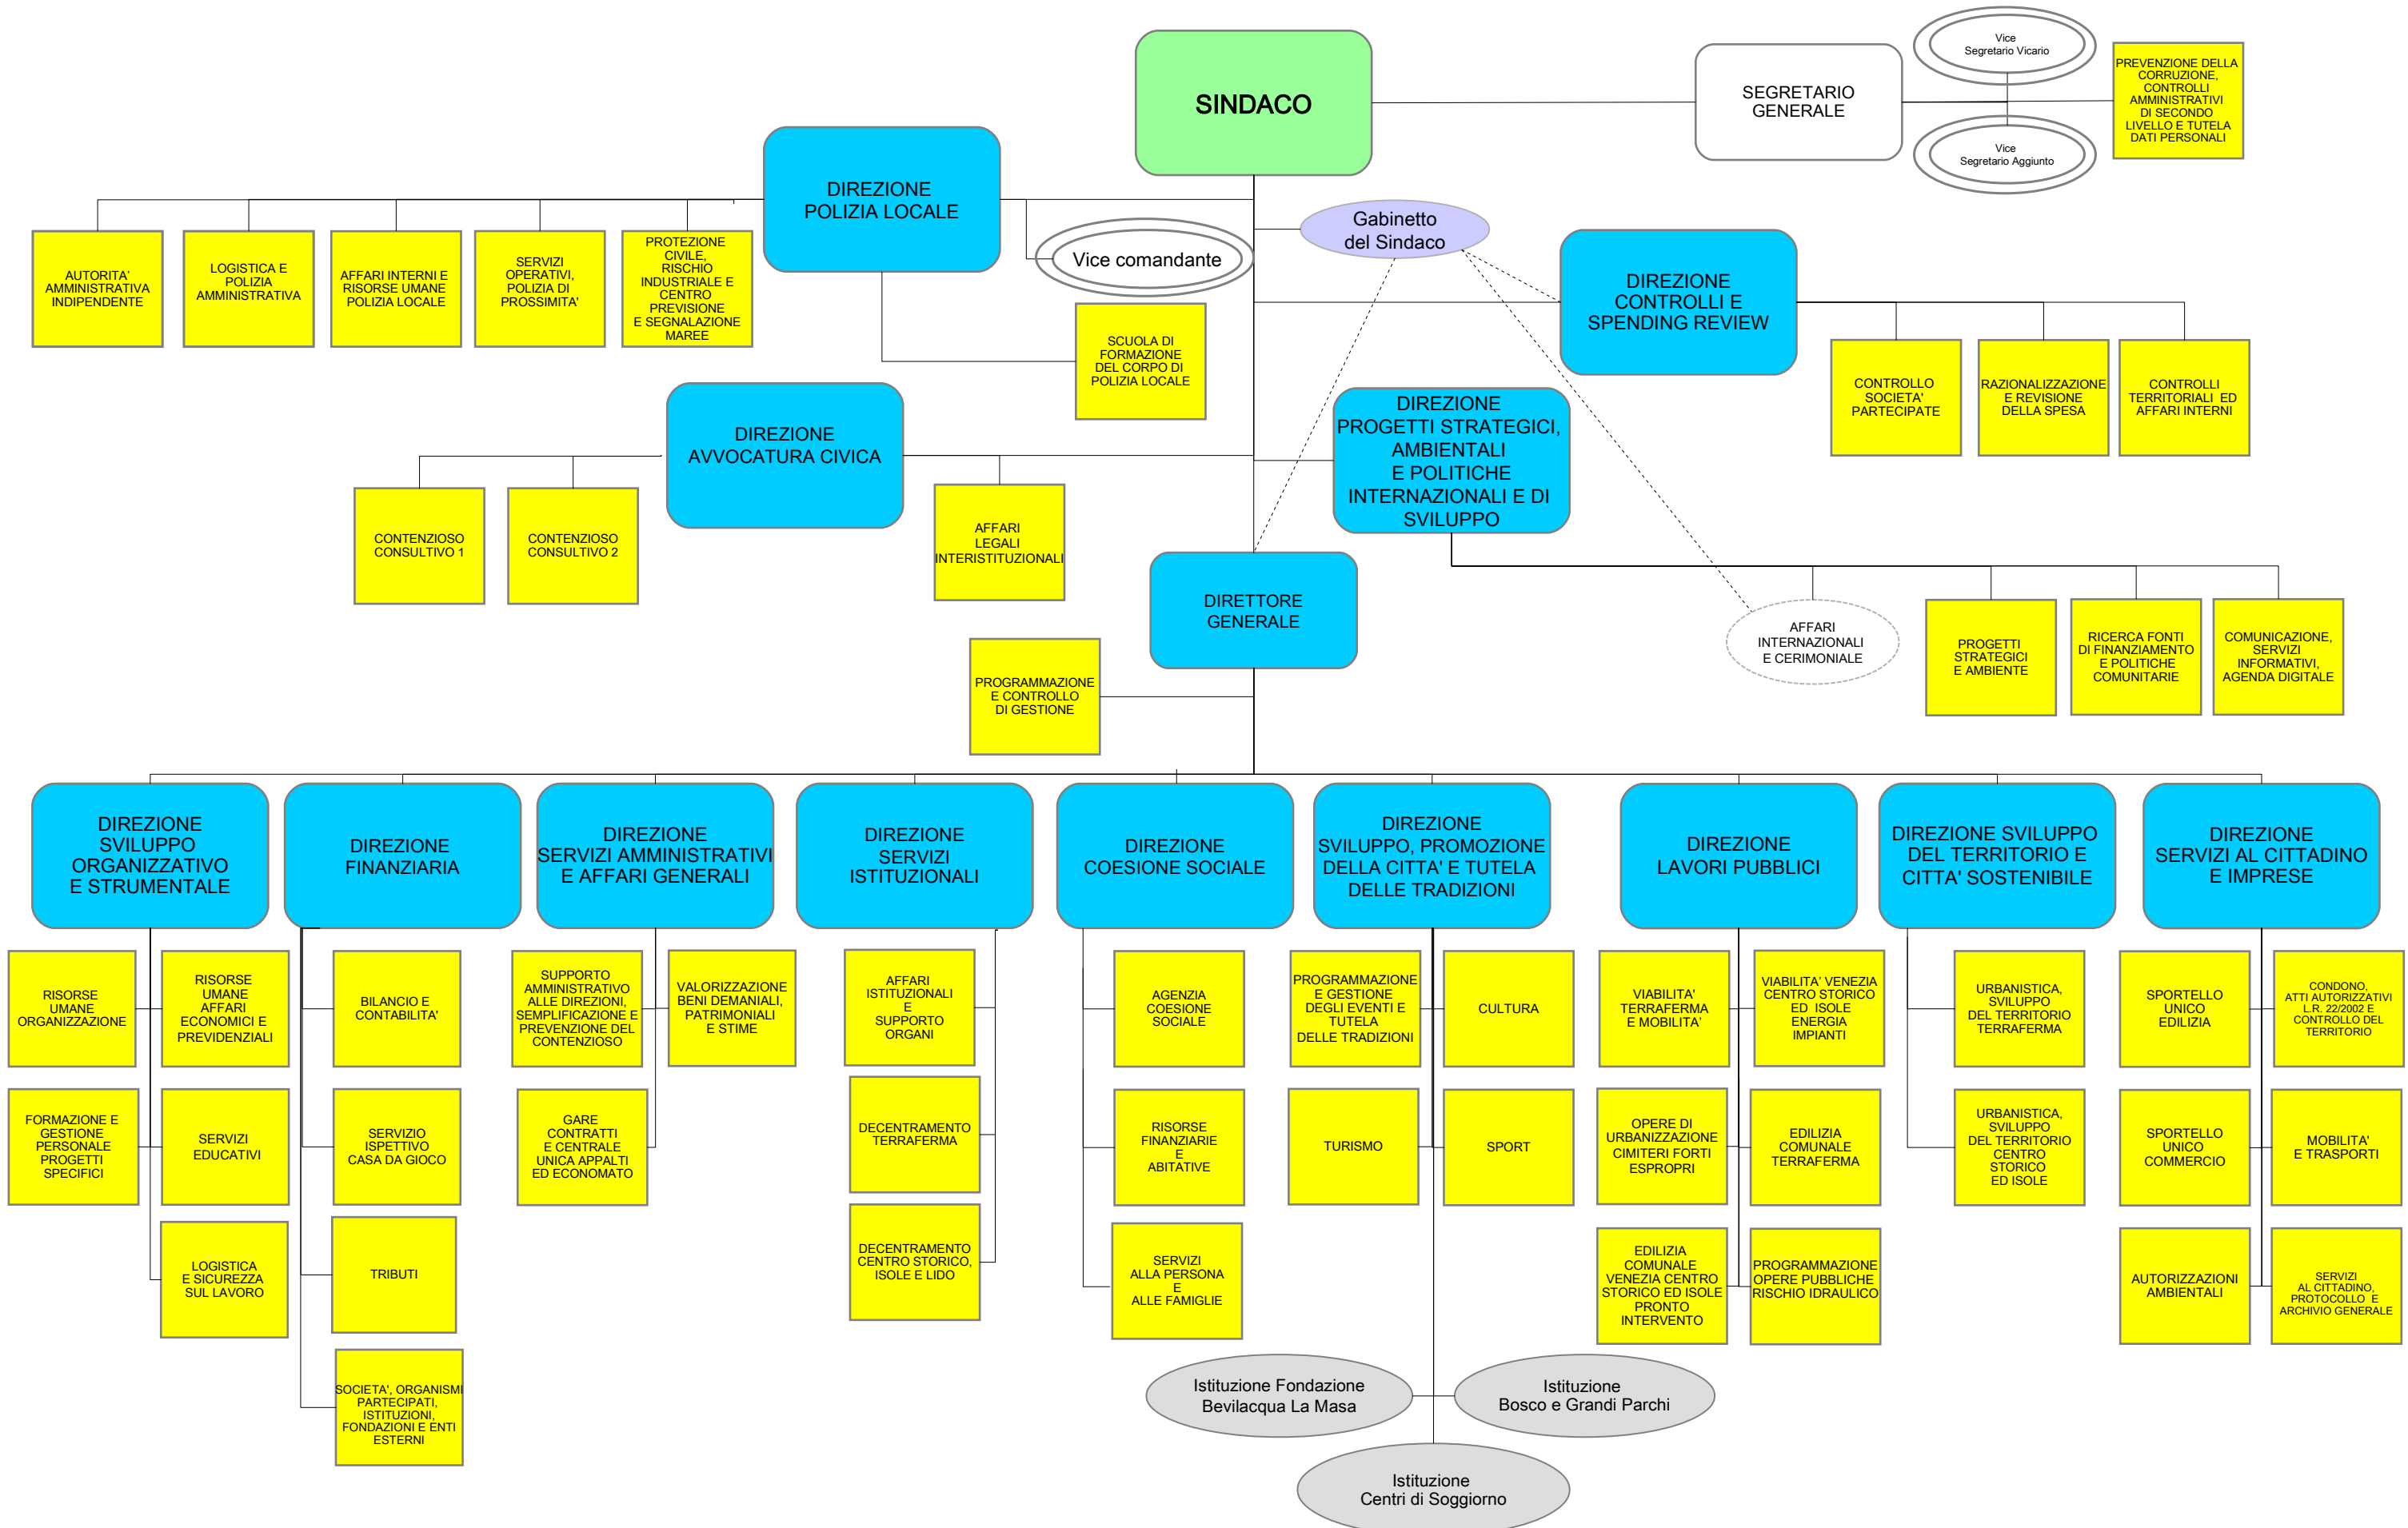 SINDACO
SEGRETARIO
GENERALE
Vice
Segretario Vicario
Vice
Segretario Aggiunto
PREVENZIONE DELLA
CORRUZIONE,
CONTROLLI
AMMINISTRATIVI
DI SECONDO
LIVELLO E TUTELA
DATI PERSONALI
DIREZIONE
POLIZIA LOCALE
AUTORITA'
AMMINISTRATIVA
INDIPENDENTE
LOGISTICA E
POLIZIA
AMMINISTRATIVA
AFFARI INTERNI E
RISORSE UMANE
POLIZIA LOCALE
SERVIZI
OPERATIVI,
POLIZIA DI
PROSSIMITA'
PROTEZIONE
CIVILE,
RISCHIO
INDUSTRIALE E
CENTRO
PREVISIONE
E SEGNALAZIONE
MAREE
Vice comandante
SCUOLA DI
FORMAZIONE
DEL CORPO DI
POLIZIA LOCALE
Gabinetto
del Sindaco
DIREZIONE
CONTROLLI E
SPENDING REVIEW
CONTROLLO
SOCIETA'
PARTECIPATE
RAZIONALIZZAZIONE
E REVISIONE
DELLA SPESA
CONTROLLI
TERRITORIALI ED
AFFARI INTERNI
DIREZIONE
AVVOCATURA CIVICA
CONTENZIOSO
CONSULTIVO 1
CONTENZIOSO
CONSULTIVO 2
AFFARI
LEGALI
INTERISTITUZIONALI
DIREZIONE
PROGETTI STRATEGICI,
AMBIENTALI
E POLITICHE
INTERNAZIONALI E DI
SVILUPPO
AFFARI
INTERNAZIONALI
E CERIMONIALE
PROGETTI
STRATEGICI
E AMBIENTE
RICERCA FONTI
DI FINANZIAMENTO
E POLITICHE
COMUNITARIE
COMUNICAZIONE,
SERVIZI
INFORMATIVI,
AGENDA DIGITALE
DIRETTORE
GENERALE
PROGRAMMAZIONE
E CONTROLLO
DI GESTIONE
DIREZIONE
SVILUPPO
ORGANIZZATIVO
E STRUMENTALE
RISORSE
UMANE
ORGANIZZAZIONE
RISORSE
UMANE
AFFARI
ECONOMICI E
PREVIDENZIALI
FORMAZIONE E
GESTIONE
PERSONALE
PROGETTI
SPECIFICI
SERVIZI
EDUCATIVI
LOGISTICA
E SICUREZZA
SUL LAVORO
DIREZIONE
FINANZIARIA
BILANCIO E
CONTABILITA'
SERVIZIO
ISPETTIVO
CASA DA GIOCO
TRIBUTI
SOCIETA', ORGANISMI
PARTECIPATI,
ISTITUZIONI,
FONDAZIONI E ENTI
ESTERNI
DIREZIONE
SERVIZI AMMINISTRATIVI
E AFFARI GENERALI
SUPPORTO
AMMINISTRATIVO
ALLE DIREZIONI,
SEMPLIFICAZIONE E
PREVENZIONE DEL
CONTENZIOSO
VALORIZZAZIONE
BENI DEMANIALI,
PATRIMONIALI
E STIME
GARE
CONTRATTI
E CENTRALE
UNICA APPALTI
ED ECONOMATO
DIREZIONE
SERVIZI
ISTITUZIONALI
AFFARI
ISTITUZIONALI
E
SUPPORTO
ORGANI
DECENTRAMENTO
TERRAFERMA
DECENTRAMENTO
CENTRO STORICO,
ISOLE E LIDO
DIREZIONE
COESIONE SOCIALE
AGENZIA
COESIONE
SOCIALE
RISORSE
FINANZIARIE
E
ABITATIVE
SERVIZI
ALLA PERSONA
E
ALLE FAMIGLIE
DIREZIONE
SVILUPPO, PROMOZIONE
DELLA CITTA' E TUTELA
DELLE TRADIZIONI
PROGRAMMAZIONE
E GESTIONE
DEGLI EVENTI E
TUTELA
DELLE TRADIZIONI
CULTURA
TURISMO
SPORT
Istituzione Fondazione
Bevilacqua La Masa
Istituzione
Bosco e Grandi Parchi
Istituzione
Centri di Soggiorno
DIREZIONE
LAVORI PUBBLICI
VIABILITA'
TERRAFERMA
E MOBILITA'
VIABILITA' VENEZIA
CENTRO STORICO
ED ISOLE
ENERGIA
IMPIANTI
OPERE DI
URBANIZZAZIONE
CIMITERI FORTI
ESPROPRI
EDILIZIA
COMUNALE
TERRAFERMA
EDILIZIA
COMUNALE
VENEZIA CENTRO
STORICO ED ISOLE
PRONTO
INTERVENTO
PROGRAMMAZIONE
OPERE PUBBLICHE
RISCHIO IDRAULICO
DIREZIONE SVILUPPO
DEL TERRITORIO E
CITTA' SOSTENIBILE
URBANISTICA,
SVILUPPO
DEL TERRITORIO
TERRAFERMA
URBANISTICA,
SVILUPPO
DEL TERRITORIO
CENTRO
STORICO
ED ISOLE
DIREZIONE
SERVIZI AL CITTADINO
E IMPRESE
SPORTELLO
UNICO
EDILIZIA
CONDONO,
ATTI AUTORIZZATIVI
L.R. 22/2002 E
CONTROLLO DEL
TERRITORIO
SPORTELLO
UNICO
COMMERCIO
MOBILITA'
E TRASPORTI
AUTORIZZAZIONI
AMBIENTALI
SERVIZI
AL CITTADINO,
PROTOCOLLO E
ARCHIVIO GENERALE